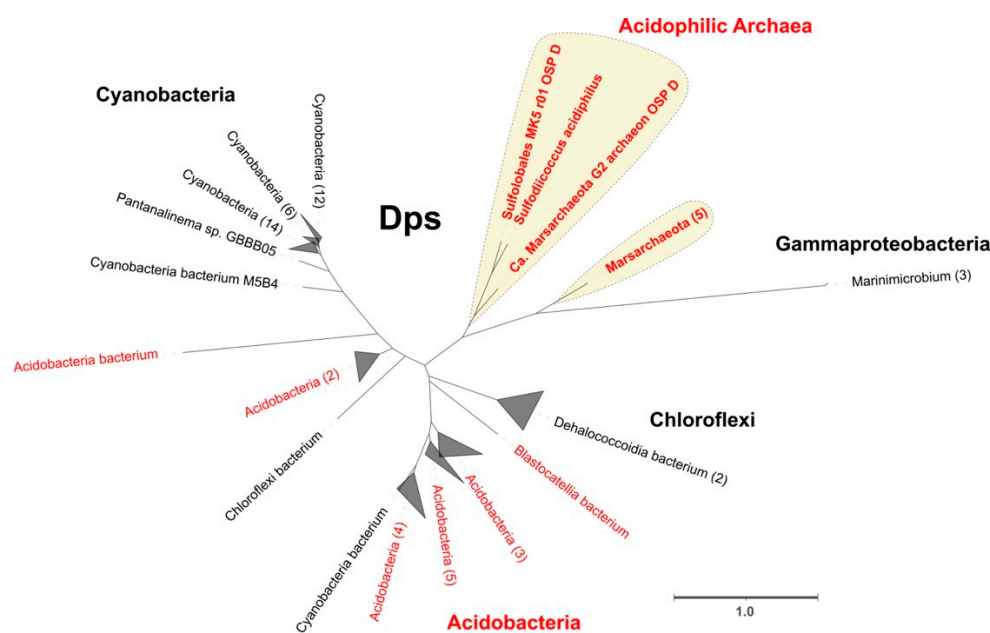 Acidophilic Archaea
Sulfolobales MK5 r01 OSP D
Sulfodiicoccus acidiphilus
Ca. Marsarchaeota G2 archaeon OSP D
Marsarchaeota (5)
Cyanobacteria
Cyanobacteria (12)
Cyanobacteria (6)
Cyanobacteria (14)
Pantanalinema sp. GBBB05
Cyanobacteria bacterium M5B4
Dps
Gammaproteobacteria
Marinimicrobium (3)
Acidobacteria bacterium
Acidobacteria (2)
Chloroflexi bacterium
Chloroflexi
Dehalococcoidia bacterium (2)
Blastocatellia bacterium
Cyanobacteria bacterium
Acidobacteria (4)
Acidobacteria (5)
Acidobacteria (3)
Acidobacteria
1.0